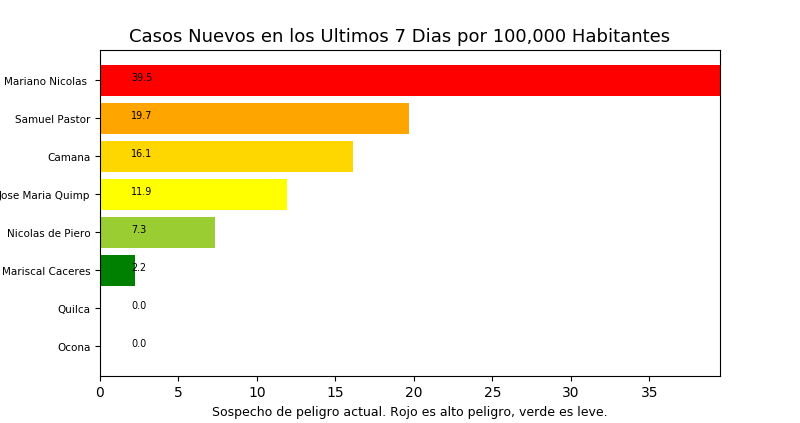 Casos Nuevos en los Ultimos 7 Dias por 100,000 Habitantes
Mariano Nicolas 39.5
Samuel Pastor 19.7
Camana 16.1
Jose Maria Quimp 11.9
Nicolas de Piero 7.3
Mariscal Caceres 2.2
Quilca 0.0
Ocona 0.0
0 5 10 15 20 25 30 35
Sospecho de peligro actual. Rojo es alto peligro, verde es leve.